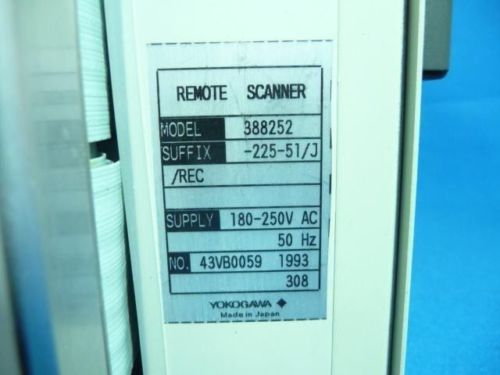 REMOTE SCANNER
MODEL 388252
SUFFIX -225-51/J
/REC
SUPPLY 180-250V AC
50 Hz
NO. 43VB0059 1993
308
YOKOGAWA
Made in Japan